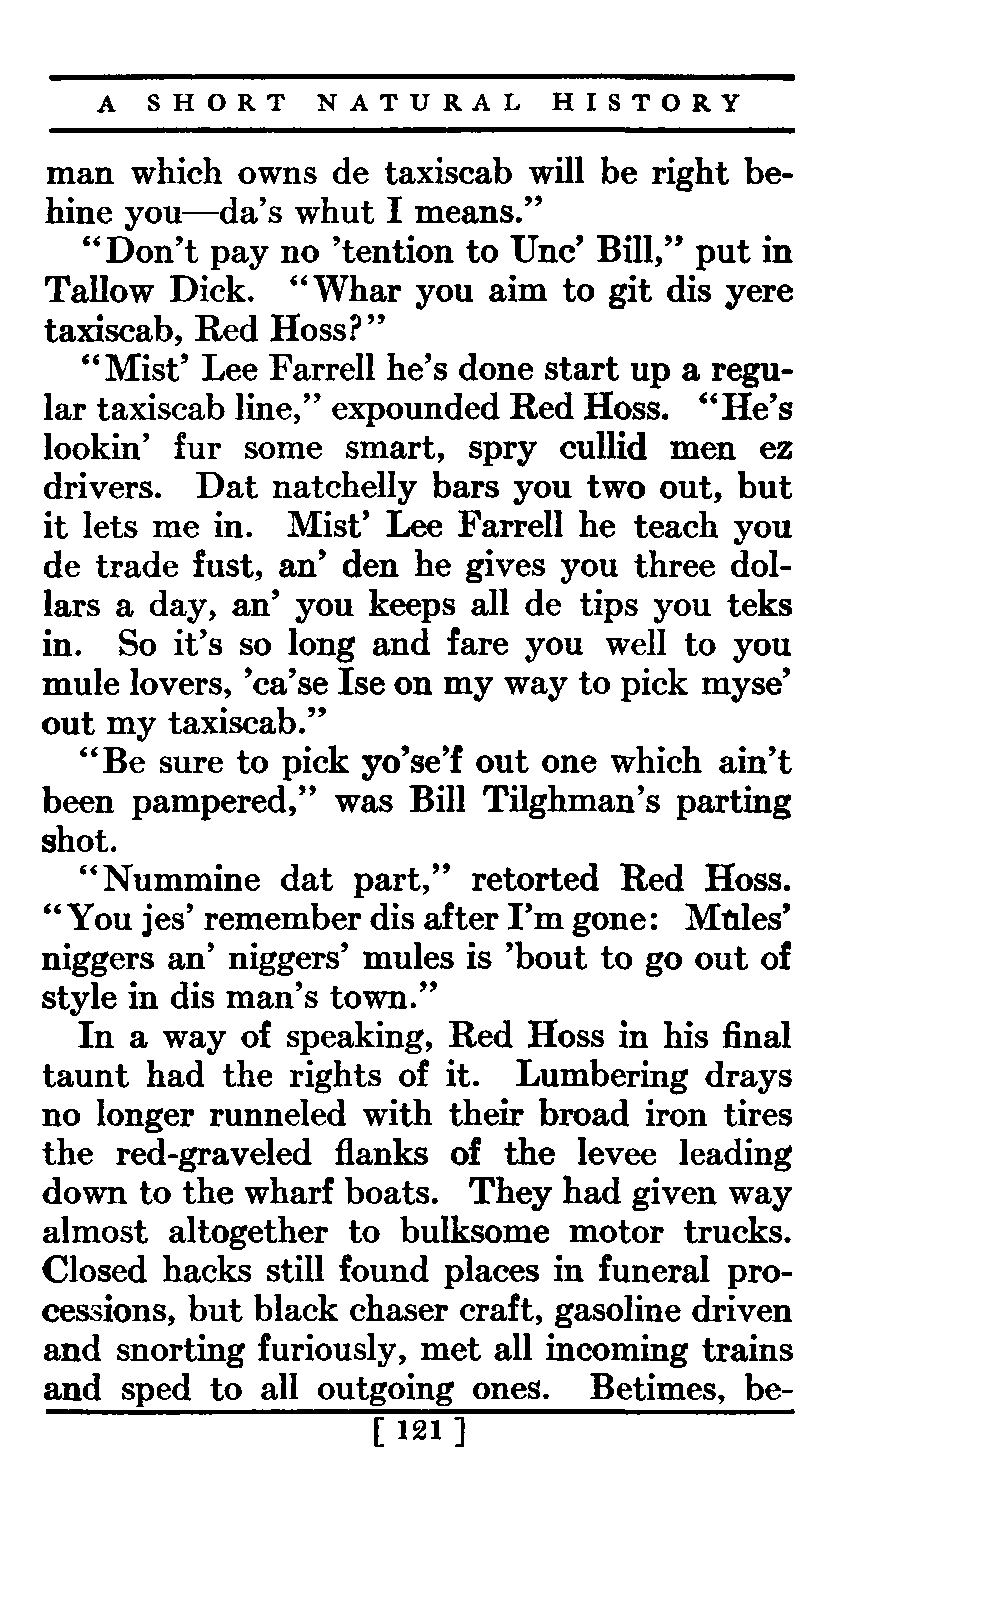 A SHORT NATURAL HISTORY
man which owns de taxiscab will be right be-
hine you—da's whut I means."
"Don't pay no 'tention to Unc' Bill," put in
Tallow Dick. "Whar you aim to git dis yere
taxiscab, Red Hoss?"
"Mist' Lee Farrell he's done start up a regu-
lar taxiscab line," expounded Red Hoss. "He's
lookin' fur some smart, spry cullid men ez
drivers. Dat natchelly bars you two out, but
it lets me in. Mist' Lee Farrell he teach you
de trade fust, an' den he gives you three dol-
lars a day, an' you keeps all de tips you teks
in. So it's so long and fare you well to you
mule lovers, 'ca'se Ise on my way to pick myse'
out my taxiscab."
"Be sure to pick yo'se'f out one which ain't
been pampered," was Bill Tilghman's parting
shot.
"Nummine dat part," retorted Red Hoss.
"You jes' remember dis after I'm gone: Mules'
niggers an' niggers' mules is 'bout to go out of
style in dis man's town."
In a way of speaking, Red Hoss in his final
taunt had the rights of it. Lumbering drays
no longer runneled with their broad iron tires
the red-graveled flanks of the levee leading
down to the wharf boats. They had given way
almost altogether to bulksome motor trucks.
Closed hacks still found places in funeral pro-
cessions, but black chaser craft, gasoline driven
and snorting furiously, met all incoming trains
and sped to all outgoing ones. Betimes, be-
[ 121 ]